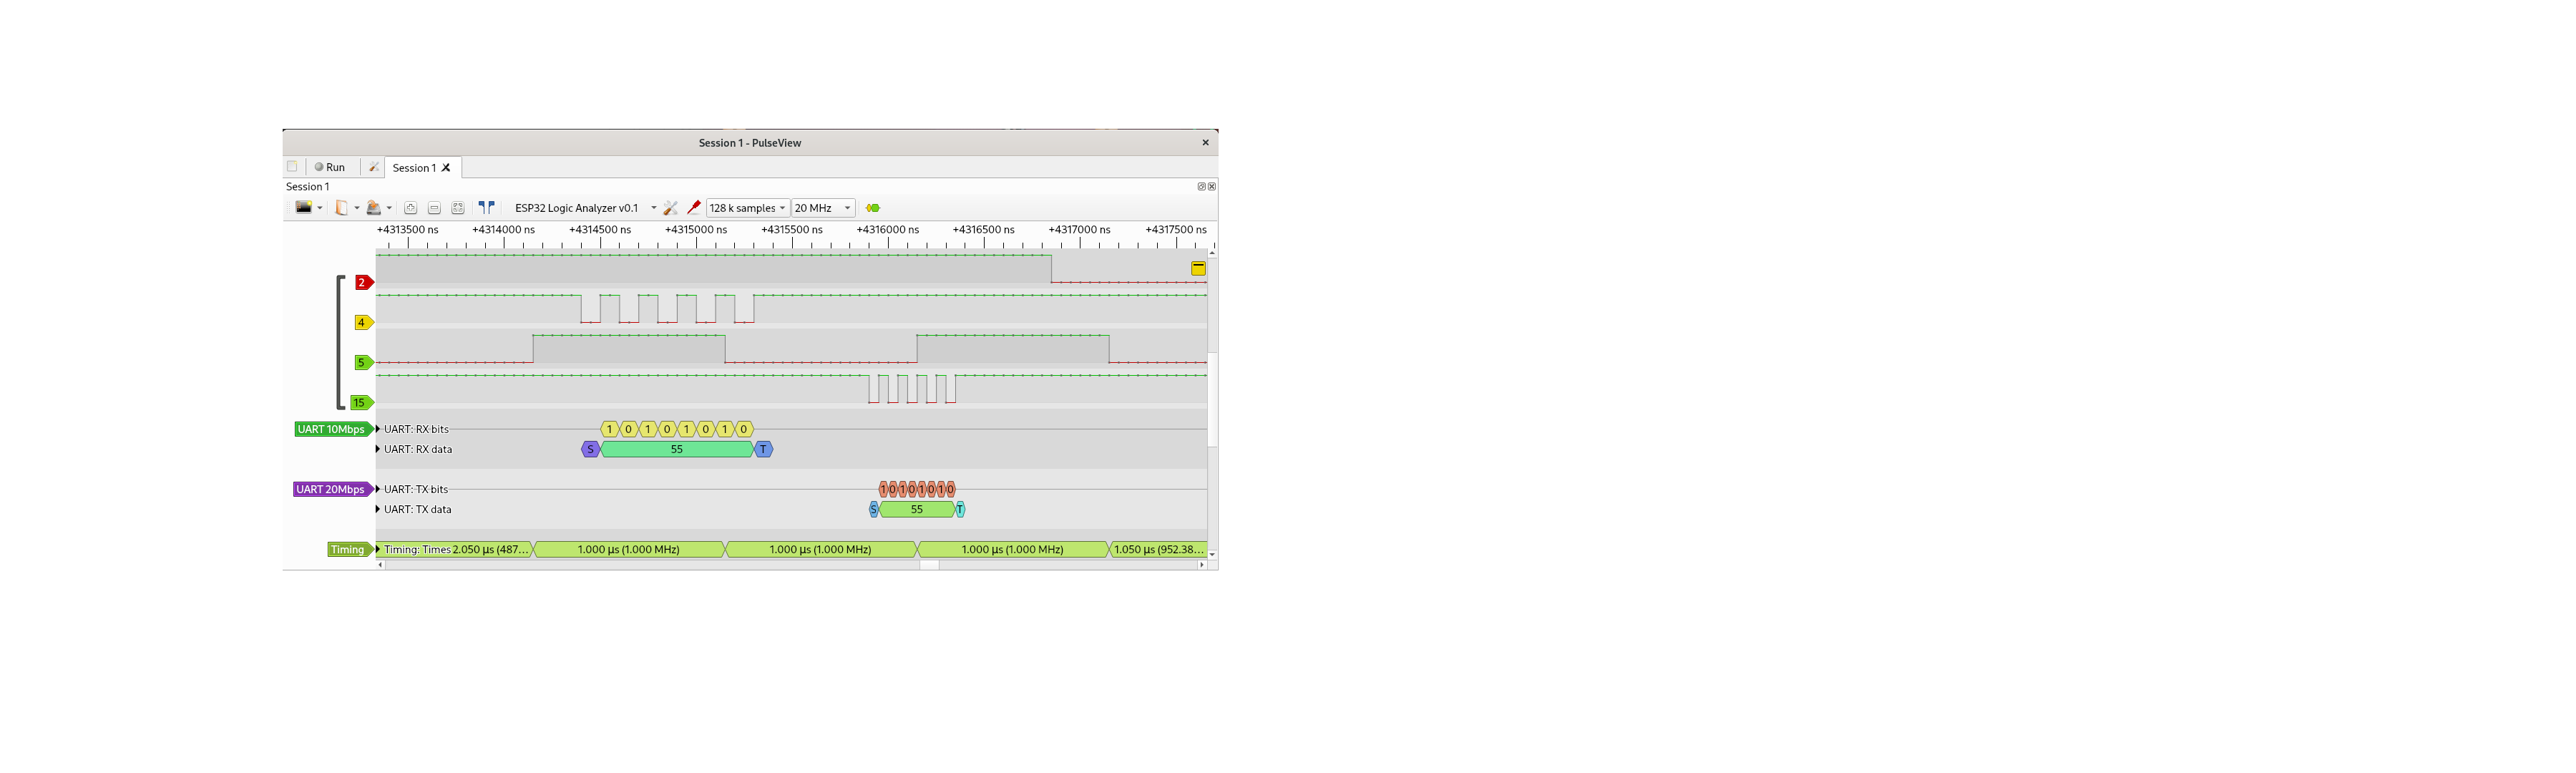 Session 1 - PulseView
Run
Session 1
Session 1
ESP32 Logic Analyzer v0.1 128 k samples 20 MHz
+4313500 ns +4314000 ns +4314500 ns +4315000 ns +4315500 ns +4316000 ns +4316500 ns +4317000 ns +4317500 ns
2
4
5
15
UART 10Mbps UART: RX bits 1 0 1 0 1 0 1 0
UART: RX data S 55 T
UART 20Mbps UART: TX bits 1 0 1 0 1 0 1 0
UART: TX data S 55 T
Timing Timing: Times 2.050 µs (487... 1.000 µs (1.000 MHz) 1.000 µs (1.000 MHz) 1.000 µs (1.000 MHz) 1.050 µs (952.38...